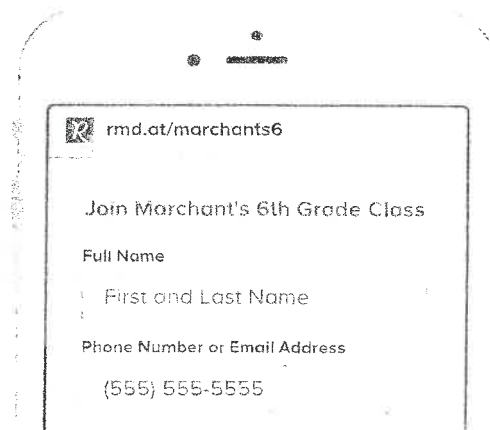 rmd.at/marchants6
Join Marchant's 6th Grade Class
Full Name
First and Last Name
Phone Number or Email Address
(555) 555-5555